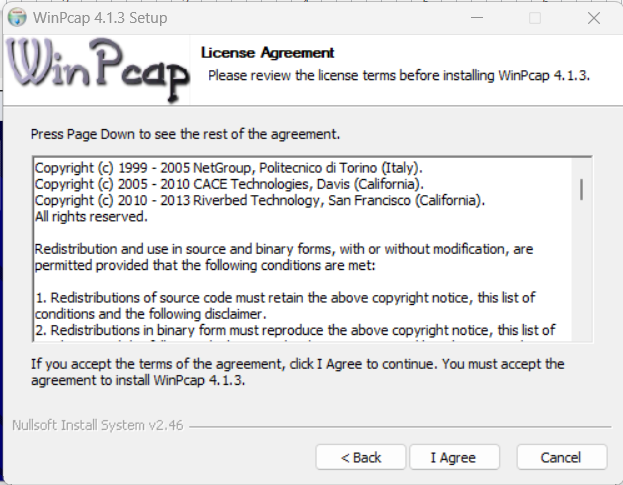 WinPcap 4.1.3 Setup
WinPcap
License Agreement
Please review the license terms before installing WinPcap 4.1.3.
Press Page Down to see the rest of the agreement.
Copyright (c) 1999 - 2005 NetGroup, Politecnico di Torino (Italy).
Copyright (c) 2005 - 2010 CACE Technologies, Davis (California).
Copyright (c) 2010 - 2013 Riverbed Technology, San Francisco (California).
All rights reserved.
Redistribution and use in source and binary forms, with or without modification, are
permitted provided that the following conditions are met:
1. Redistributions of source code must retain the above copyright notice, this list of
conditions and the following disclaimer.
2. Redistributions in binary form must reproduce the above copyright notice, this list of
If you accept the terms of the agreement, click I Agree to continue. You must accept the
agreement to install WinPcap 4.1.3.
Nullsoft Install System v2.46
< Back
I Agree
Cancel